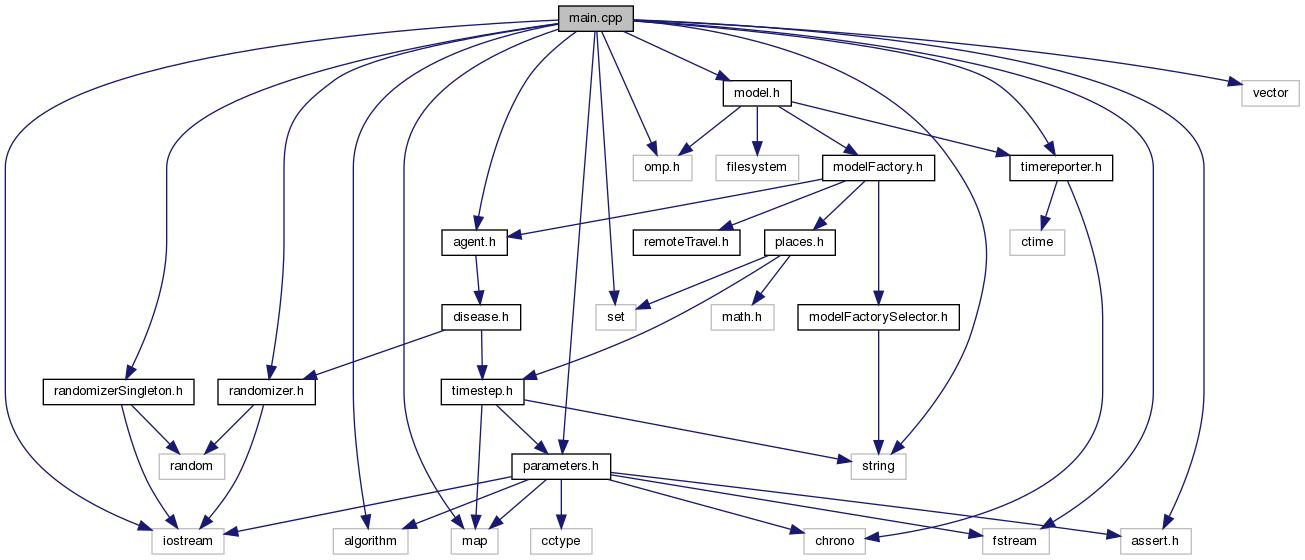 main.cpp
model.h
vector
omp.h
filesystem
modelFactory.h
timereporter.h
agent.h
remoteTravel.h
places.h
ctime
disease.h
set
math.h
modelFactorySelector.h
randomizerSingleton.h
randomizer.h
timestep.h
random
parameters.h
string
iostream
algorithm
map
cctype
chrono
fstream
assert.h